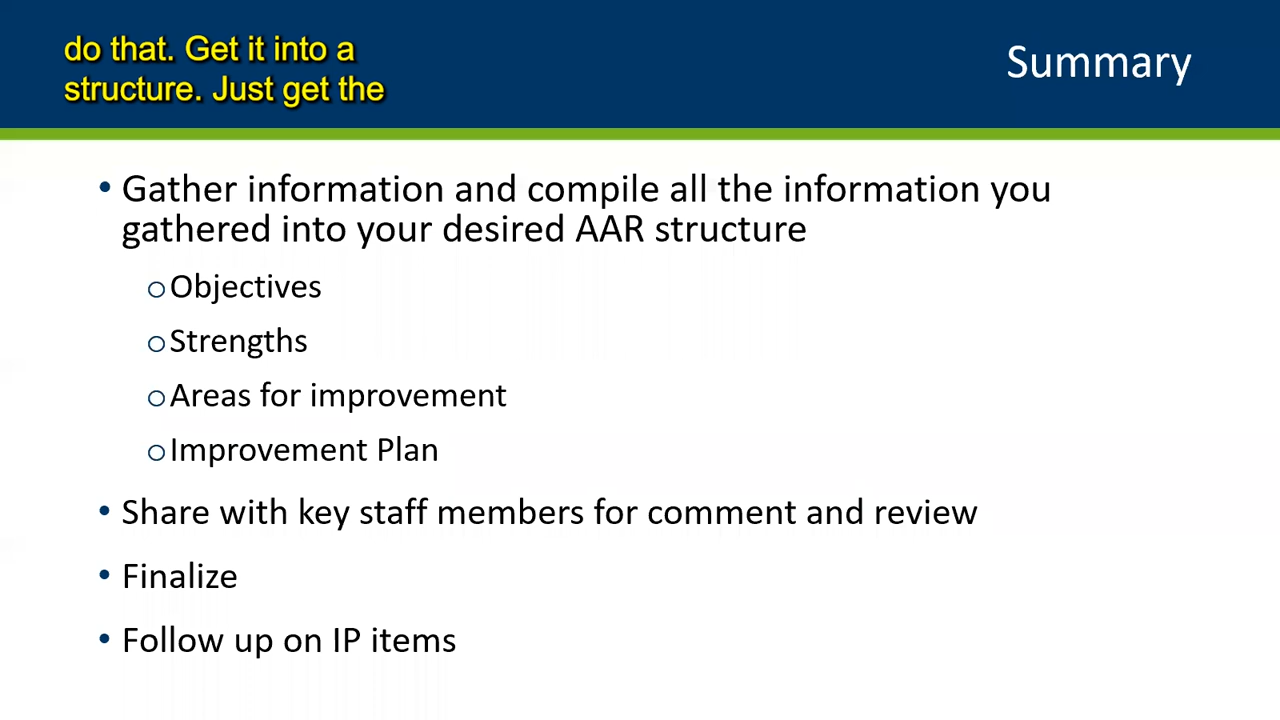 do that. Get it into a
structure. Just get the
Summary
• Gather information and compile all the information you
gathered into your desired AAR structure
o Objectives
o Strengths
o Areas for improvement
o Improvement Plan
• Share with key staff members for comment and review
• Finalize
• Follow up on IP items